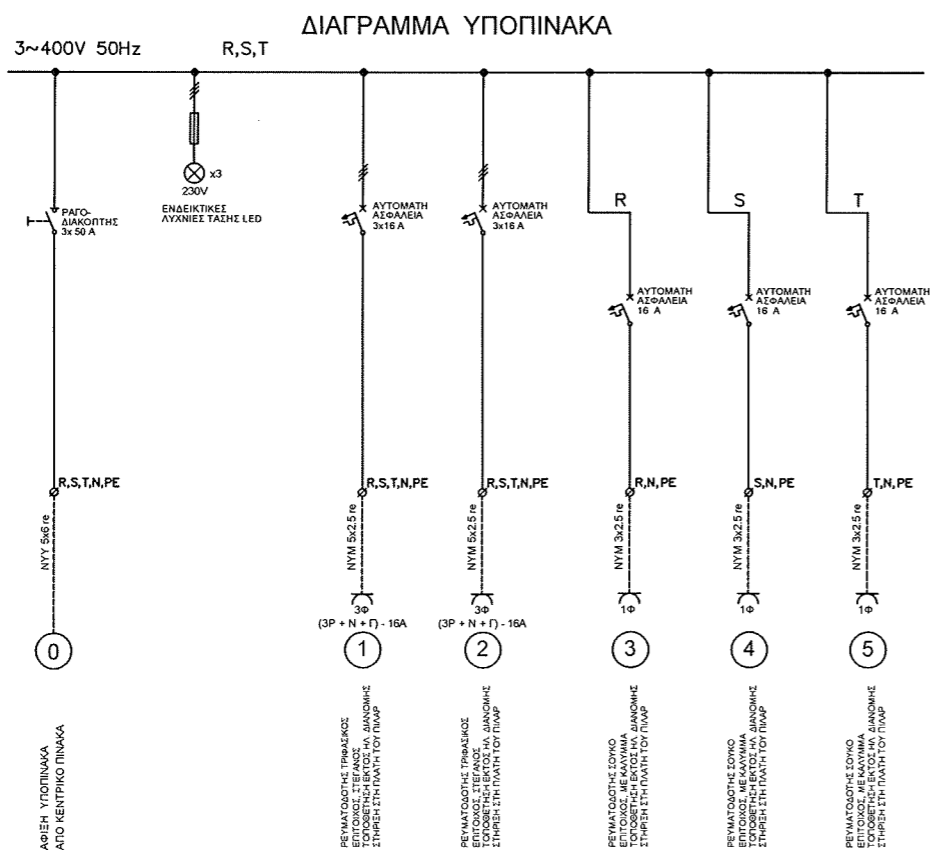 ΔΙΑΓΡΑΜΜΑ ΥΠΟΠΙΝΑΚΑ
3~400V 50Hz
R,S,T
x3
230V
ΕΝΔΕΙΚΤΙΚΕΣ
ΛΥΧΝΙΕΣ ΤΑΣΗΣ LED
ΡΑΓΟ-
ΔΙΑΚΟΠΤΗΣ
3x 50 A
ΑΥΤΟΜΑΤΗ
ΑΣΦΑΛΕΙΑ
3x16 A
ΑΥΤΟΜΑΤΗ
ΑΣΦΑΛΕΙΑ
3x16 A
R
S
T
ΑΥΤΟΜΑΤΗ
ΑΣΦΑΛΕΙΑ
16 A
ΑΥΤΟΜΑΤΗ
ΑΣΦΑΛΕΙΑ
16 A
ΑΥΤΟΜΑΤΗ
ΑΣΦΑΛΕΙΑ
16 A
R,S,T,N,PE
R,S,T,N,PE
R,S,T,N,PE
R,N,PE
S,N,PE
T,N,PE
NYY 5x6 re
NYM 5x2.5 re
NYM 5x2.5 re
NYM 3x2.5 re
NYM 3x2.5 re
NYM 3x2.5 re
3Φ
(3P + N + Γ) - 16A
3Φ
(3P + N + Γ) - 16A
1Φ
1Φ
1Φ
0
1
2
3
4
5
ΑΦΙΞΗ ΥΠΟΠΙΝΑΚΑ
ΑΠΟ ΚΕΝΤΡΙΚΟ ΠΙΝΑΚΑ
ΡΕΥΜΑΤΟΔΟΤΗΣ ΤΡΙΦΑΣΙΚΟΣ
ΕΠΙΤΟΙΧΟΣ, ΣΤΕΓΑΝΟΣ
ΤΟΠΟΘΕΤΗΣΗ ΕΚΤΟΣ ΗΛ. ΔΙΑΝΟΜΗΣ
ΣΤΗΡΙΞΗ ΣΤΗ ΠΛΑΤΗ ΤΟΥ ΠΙΛΑΡ
ΡΕΥΜΑΤΟΔΟΤΗΣ ΤΡΙΦΑΣΙΚΟΣ
ΕΠΙΤΟΙΧΟΣ, ΣΤΕΓΑΝΟΣ
ΤΟΠΟΘΕΤΗΣΗ ΕΚΤΟΣ ΗΛ. ΔΙΑΝΟΜΗΣ
ΣΤΗΡΙΞΗ ΣΤΗ ΠΛΑΤΗ ΤΟΥ ΠΙΛΑΡ
ΡΕΥΜΑΤΟΔΟΤΗΣ ΣΟΥΚΟ
ΕΠΙΤΟΙΧΟΣ, ΜΕ ΚΑΛΥΜΜΑ
ΤΟΠΟΘΕΤΗΣΗ ΕΚΤΟΣ ΗΛ. ΔΙΑΝΟΜΗΣ
ΣΤΗΡΙΞΗ ΣΤΗ ΠΛΑΤΗ ΤΟΥ ΠΙΛΑΡ
ΡΕΥΜΑΤΟΔΟΤΗΣ ΣΟΥΚΟ
ΕΠΙΤΟΙΧΟΣ, ΜΕ ΚΑΛΥΜΜΑ
ΤΟΠΟΘΕΤΗΣΗ ΕΚΤΟΣ ΗΛ. ΔΙΑΝΟΜΗΣ
ΣΤΗΡΙΞΗ ΣΤΗ ΠΛΑΤΗ ΤΟΥ ΠΙΛΑΡ
ΡΕΥΜΑΤΟΔΟΤΗΣ ΣΟΥΚΟ
ΕΠΙΤΟΙΧΟΣ, ΜΕ ΚΑΛΥΜΜΑ
ΤΟΠΟΘΕΤΗΣΗ ΕΚΤΟΣ ΗΛ. ΔΙΑΝΟΜΗΣ
ΣΤΗΡΙΞΗ ΣΤΗ ΠΛΑΤΗ ΤΟΥ ΠΙΛΑΡ